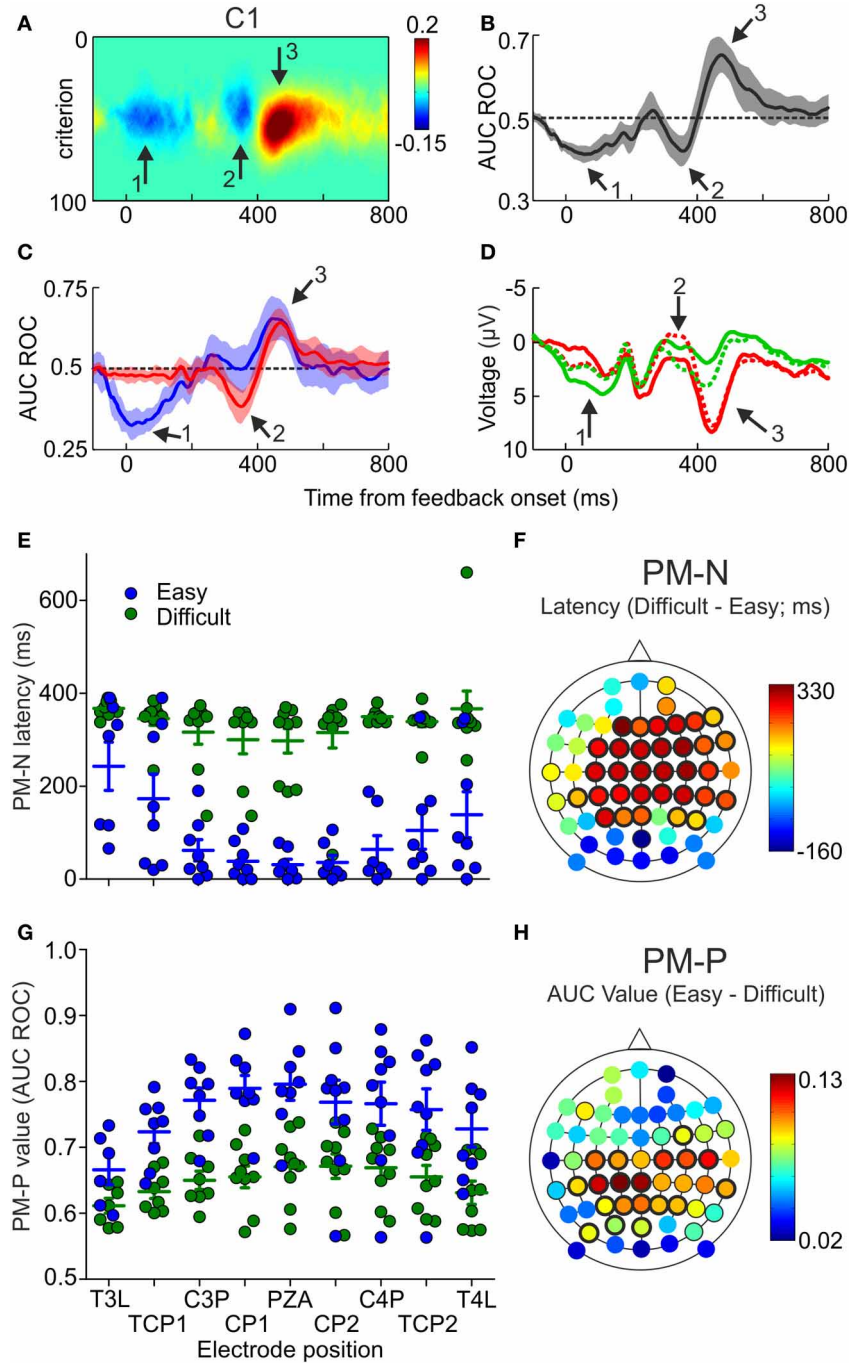 A
C1
0
criterion
100
0
400
800
0.2
-0.15
1
2
3
B
0.7
AUC ROC
0.5
0.3
0
400
800
1
2
3
C
0.75
AUC ROC
0.5
0.25
0
400
800
1
2
3
D
-5
Voltage (µV)
0
5
10
0
400
800
1
2
3
Time from feedback onset (ms)
E
PM-N latency (ms)
600
400
200
0
Easy
Difficult
F
PM-N
Latency (Difficult - Easy; ms)
330
-160
G
PM-P value (AUC ROC)
1.0
0.9
0.8
0.7
0.6
0.5
T3L C3P PZA C4P T4L
TCP1 CP1 CP2 TCP2
Electrode position
H
PM-P
AUC Value (Easy - Difficult)
0.13
0.02